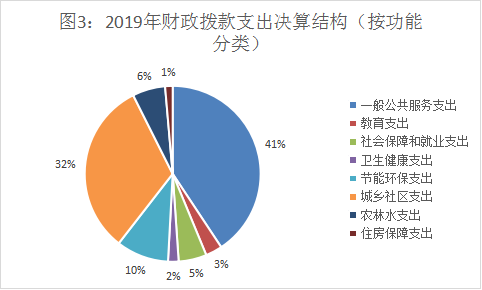 图3：2019年财政拨款支出决算结构（按功能
分类）
1%
6%
41%
32%
10%
2%
5%
3%
一般公共服务支出
教育支出
社会保障和就业支出
卫生健康支出
节能环保支出
城乡社区支出
农林水支出
住房保障支出